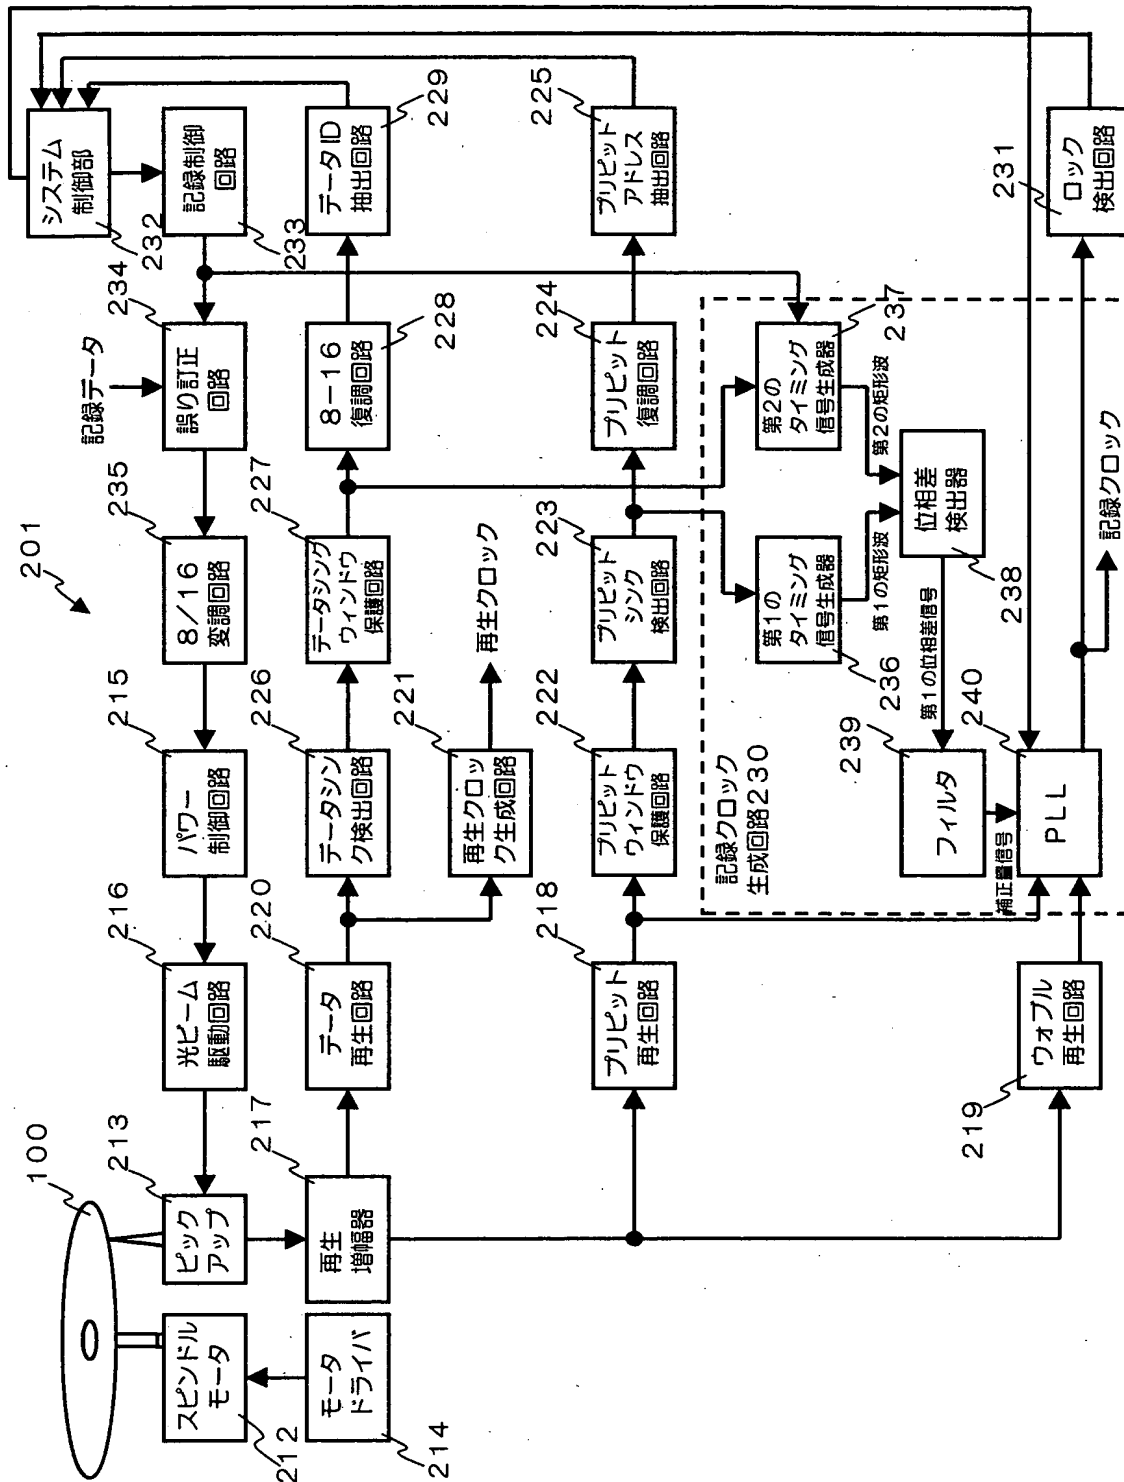 201
100
スピンドル
モータ
212
モータ
ドライバ
214
ピック
アップ
213
再生
増幅器
217
光ビーム
駆動回路
216
パワー
制御回路
215
8/16
変調回路
235
記録データ
誤り訂正
回路
234
記録制御
回路
233
システム
制御部
232
データ
再生回路
220
データシン
ク検出回路
226
データシング
ウィンドウ
保護回路
227
8-16
復調回路
228
データID
抽出回路
229
再生クロッ
ク生成回路
221
再生クロック
プリピット
再生回路
218
プリピット
ウィンドウ
保護回路
222
プリピット
シンク
検出回路
223
プリピット
復調回路
224
プリピット
アドレス
抽出回路
225
記録クロック
生成回路230
第1の
タイミング
信号生成器
236
第2の
タイミング
信号生成器
237
第1の矩形波
第2の矩形波
位相差
検出器
238
第1の位相差信号
フィルタ
239
補正量信号
PLL
240
ウォブル
再生回路
219
ロック
検出回路
231
記録クロック